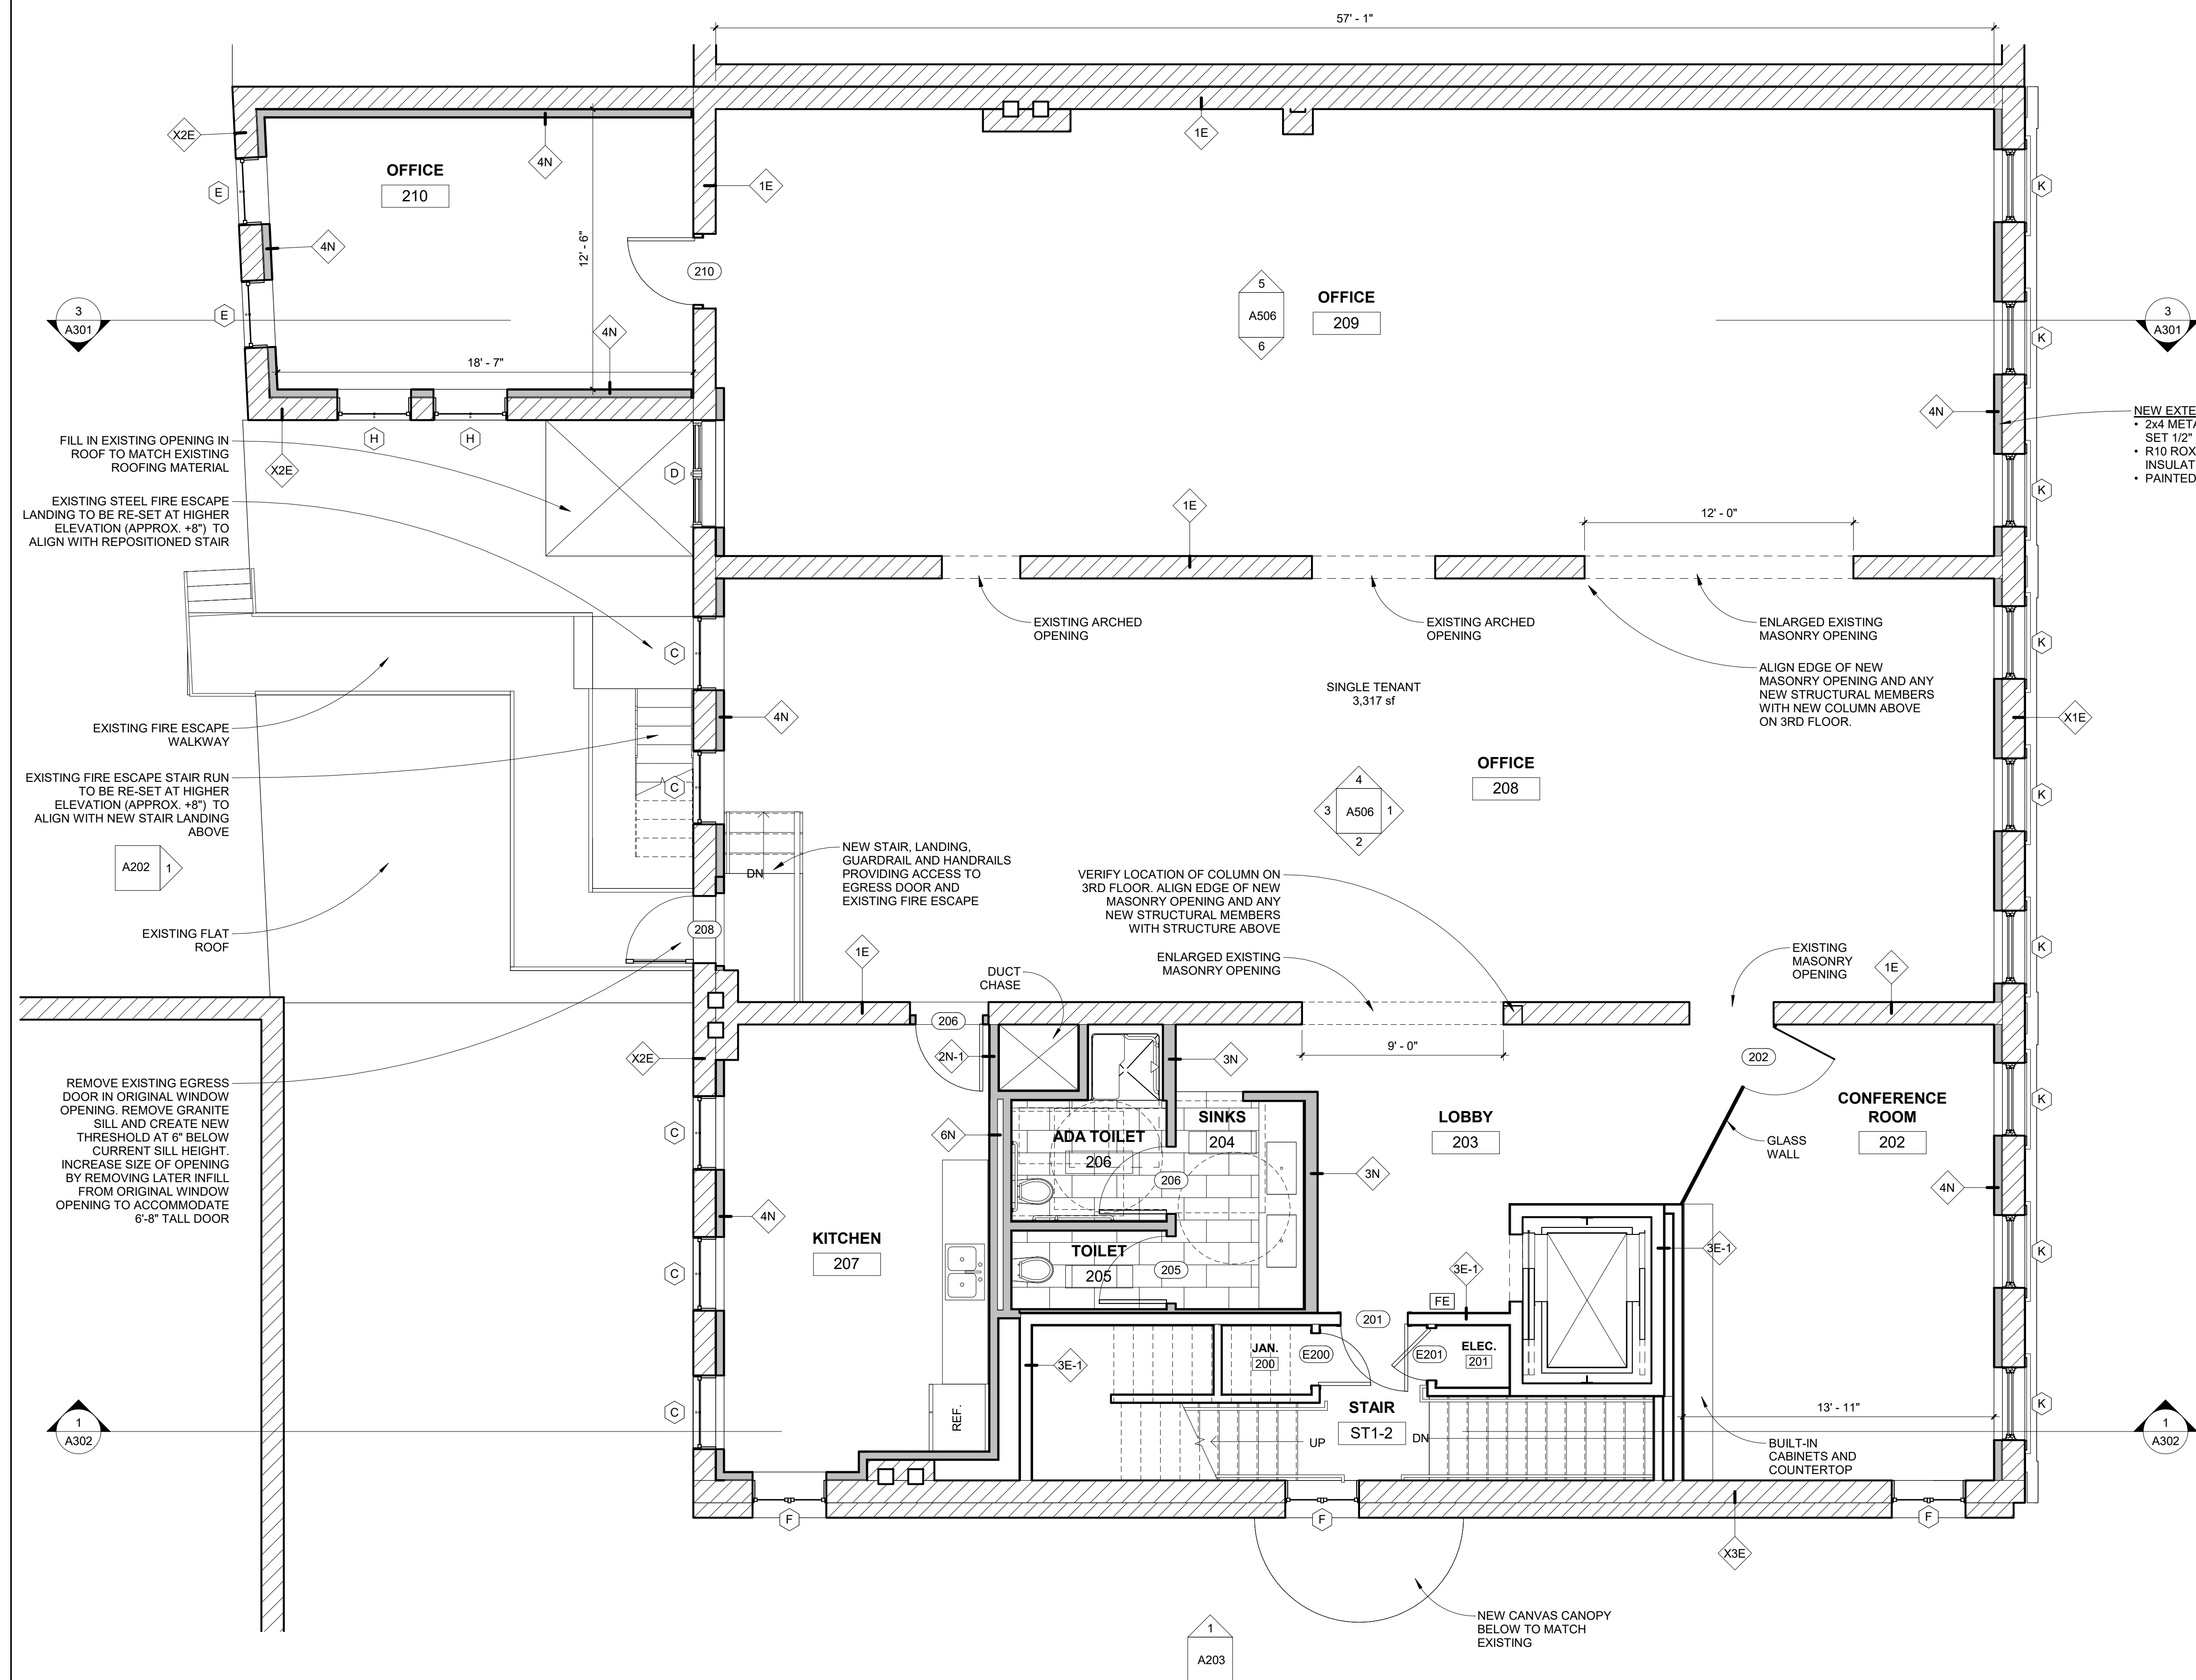 57' - 1"
X2E
4N
1E
1E
OFFICE
210
E
4N
12' - 6"
210
E
4N
18' - 7"
3
A301
5
A506
6
OFFICE
209
3
A301
K
K
K
K
K
K
K
K
K
4N
NEW EXTE
• 2x4 META
SET 1/2"
• R10 ROX
INSULAT
• PAINTED
H
H
X2E
D
FILL IN EXISTING OPENING IN
ROOF TO MATCH EXISTING
ROOFING MATERIAL
EXISTING STEEL FIRE ESCAPE
LANDING TO BE RE-SET AT HIGHER
ELEVATION (APPROX. +8") TO
ALIGN WITH REPOSITIONED STAIR
1E
12' - 0"
EXISTING ARCHED
OPENING
EXISTING ARCHED
OPENING
ENLARGED EXISTING
MASONRY OPENING
ALIGN EDGE OF NEW
MASONRY OPENING AND ANY
NEW STRUCTURAL MEMBERS
WITH NEW COLUMN ABOVE
ON 3RD FLOOR.
C
SINGLE TENANT
3,317 sf
4N
X1E
EXISTING FIRE ESCAPE
WALKWAY
EXISTING FIRE ESCAPE STAIR RUN
TO BE RE-SET AT HIGHER
ELEVATION (APPROX. +8") TO
ALIGN WITH NEW STAIR LANDING
ABOVE
C
OFFICE
208
4
3
A506
1
2
A202
1
DN
NEW STAIR, LANDING,
GUARDRAIL AND HANDRAILS
PROVIDING ACCESS TO
EGRESS DOOR AND
EXISTING FIRE ESCAPE
VERIFY LOCATION OF COLUMN ON
3RD FLOOR. ALIGN EDGE OF NEW
MASONRY OPENING AND ANY
NEW STRUCTURAL MEMBERS
WITH STRUCTURE ABOVE
ENLARGED EXISTING
MASONRY OPENING
EXISTING FLAT
ROOF
208
1E
DUCT
CHASE
EXISTING
MASONRY
OPENING
1E
206
2N-1
3N
9' - 0"
202
X2E
REMOVE EXISTING EGRESS
DOOR IN ORIGINAL WINDOW
OPENING. REMOVE GRANITE
SILL AND CREATE NEW
THRESHOLD AT 6" BELOW
CURRENT SILL HEIGHT.
INCREASE SIZE OF OPENING
BY REMOVING LATER INFILL
FROM ORIGINAL WINDOW
OPENING TO ACCOMMODATE
6'-8" TALL DOOR
C
6N
ADA TOILET
206
SINKS
204
206
3N
LOBBY
203
GLASS
WALL
CONFERENCE
ROOM
202
4N
4N
KITCHEN
207
C
TOILET
205
205
3E-1
3E-1
FE
201
JAN.
200
E200
E201
ELEC.
201
3E-1
C
REF.
STAIR
ST1-2
UP
DN
13' - 11"
BUILT-IN
CABINETS AND
COUNTERTOP
1
A302
1
A302
F
F
F
X3E
NEW CANVAS CANOPY
BELOW TO MATCH
EXISTING
1
A203